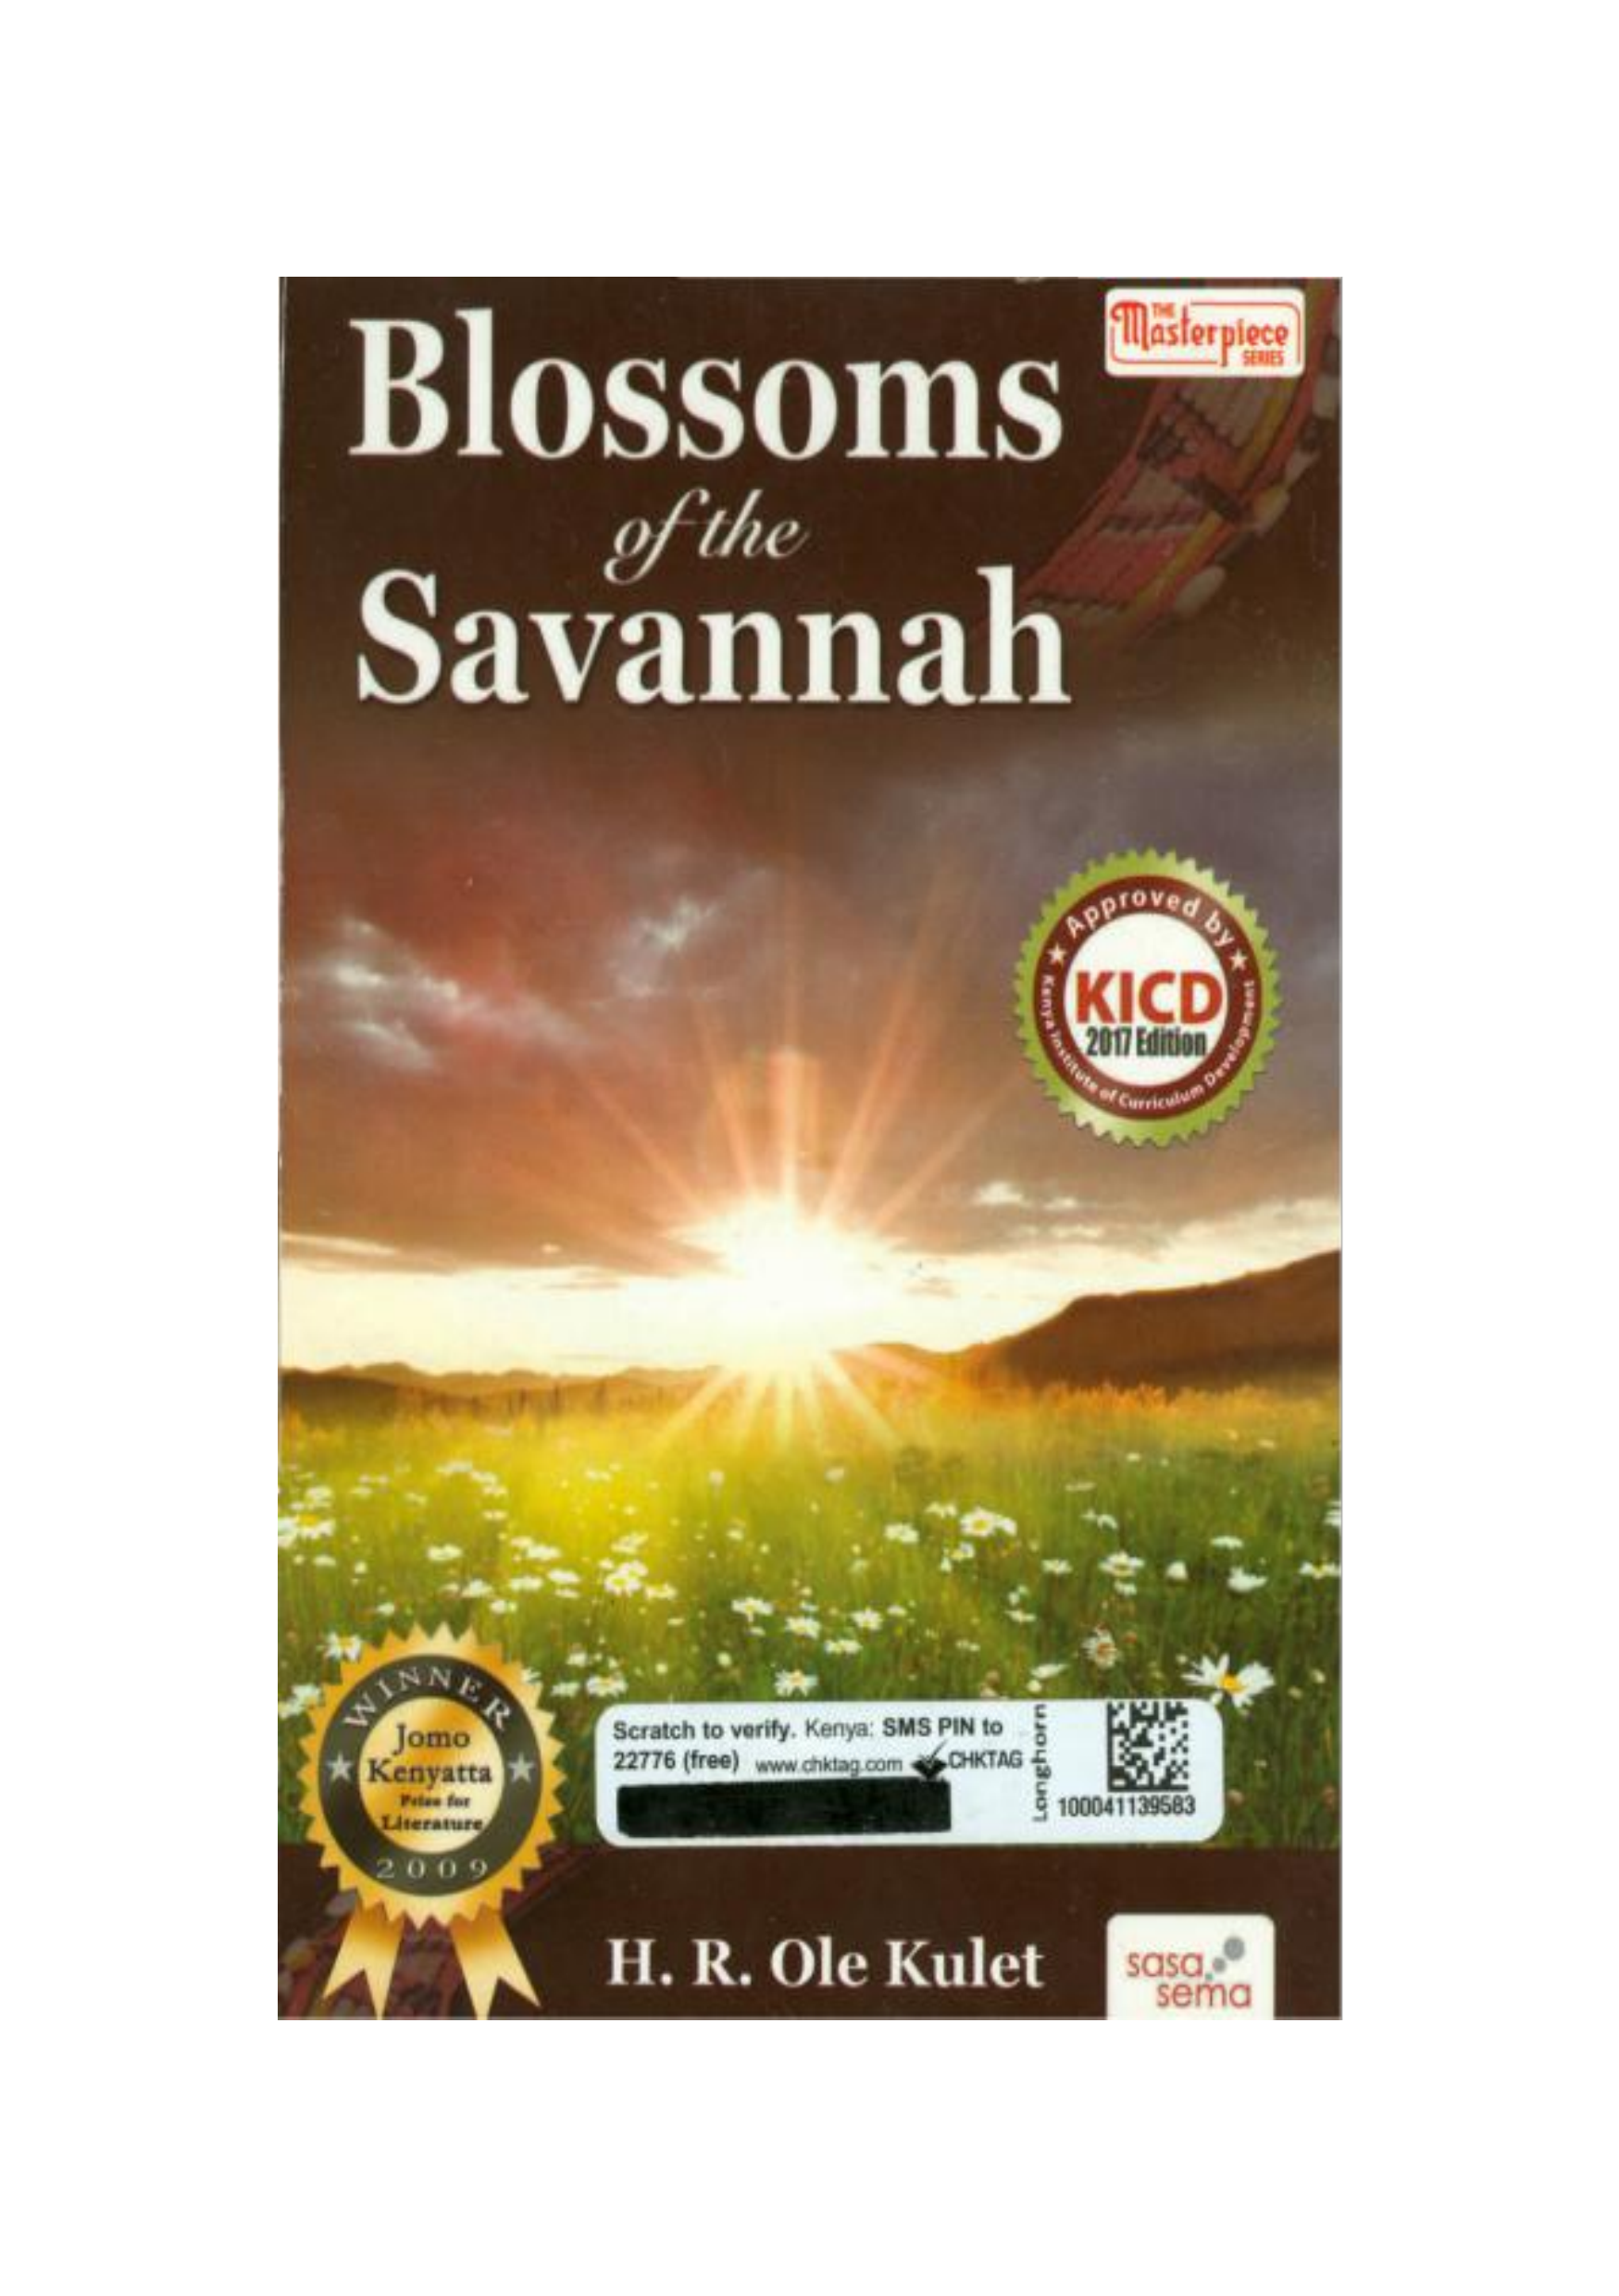 THE
Masterpiece
SERIES
Blossoms
of the
Savannah
Approved by
KICD
2017 Edition
Kenya Institute of Curriculum Development
WINNER
Jomo
Kenyatta
Prize for
Literature
2009
Scratch to verify. Kenya: SMS PIN to
22776 (free) www.chktag.com CHKTAG
Longhorn
100041139583
H. R. Ole Kulet
sasa
sema